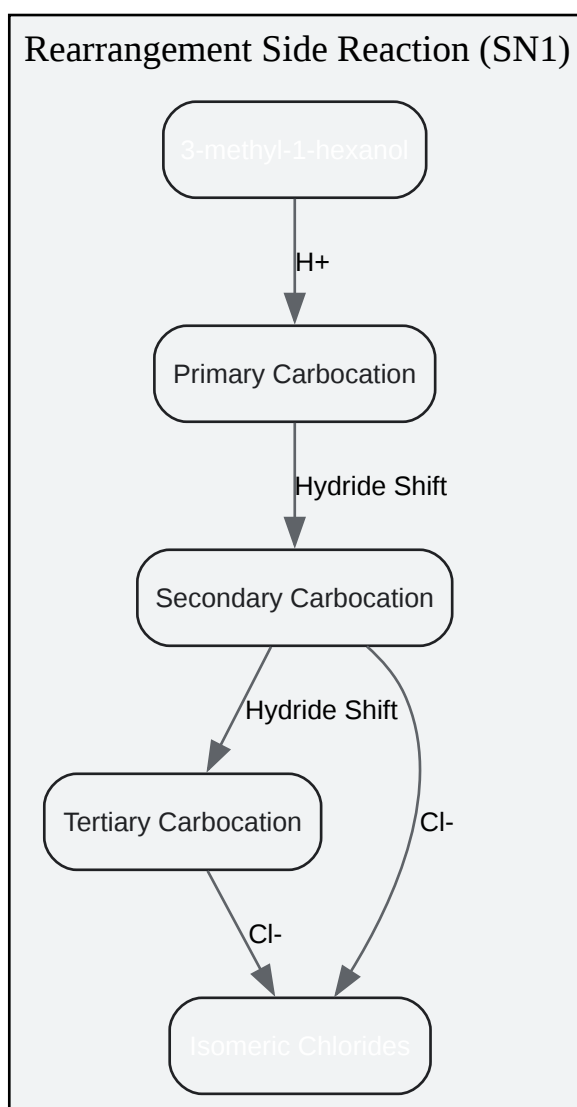 Rearrangement Side Reaction (SN1)
3-methyl-1-hexanol
H+
Primary Carbocation
Hydride Shift
Secondary Carbocation
Hydride Shift
Tertiary Carbocation
Cl-
Cl-
Isomeric Chlorides